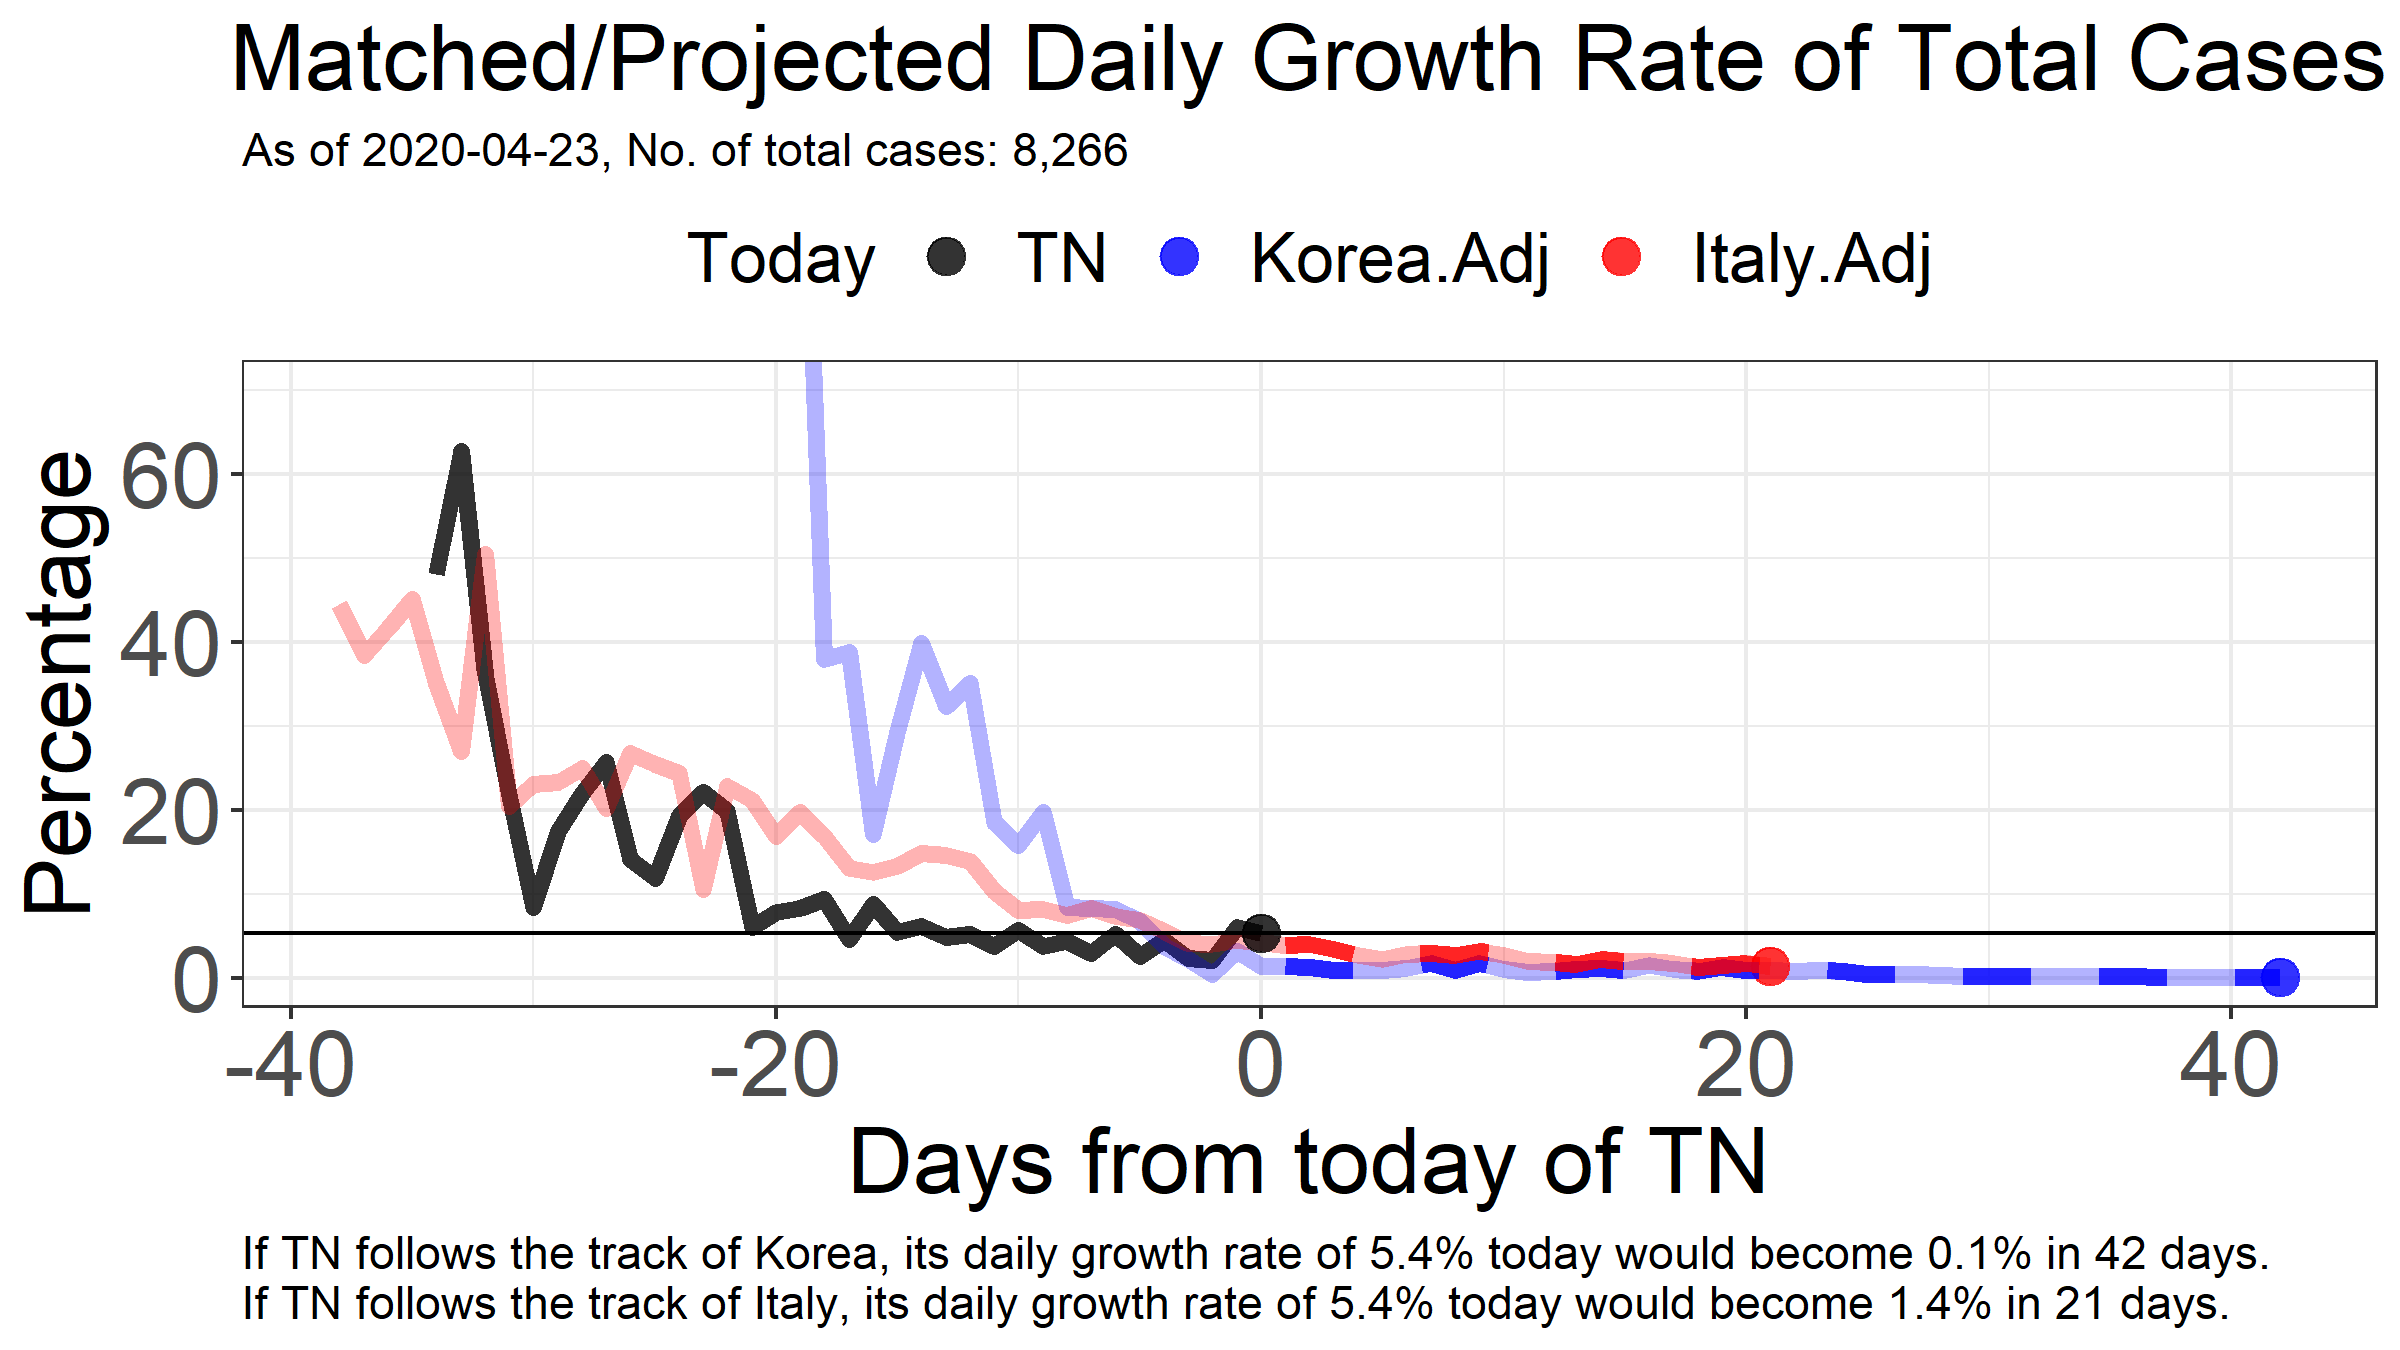 Matched/Projected Daily Growth Rate of Total Cases
As of 2020-04-23, No. of total cases: 8,266
Today TN Korea.Adj Italy.Adj
Percentage
60
40
20
0
-40 -20 0 20 40
Days from today of TN
If TN follows the track of Korea, its daily growth rate of 5.4% today would become 0.1% in 42 days.
If TN follows the track of Italy, its daily growth rate of 5.4% today would become 1.4% in 21 days.